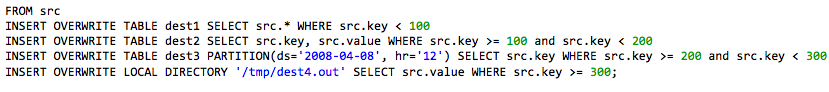 FROM src
INSERT OVERWRITE TABLE dest1 SELECT src.* WHERE src.key < 100
INSERT OVERWRITE TABLE dest2 SELECT src.key, src.value WHERE src.key >= 100 and src.key < 200
INSERT OVERWRITE TABLE dest3 PARTITION(ds='2008-04-08', hr='12') SELECT src.key WHERE src.key >= 200 and src.key < 300
INSERT OVERWRITE LOCAL DIRECTORY '/tmp/dest4.out' SELECT src.value WHERE src.key >= 300;